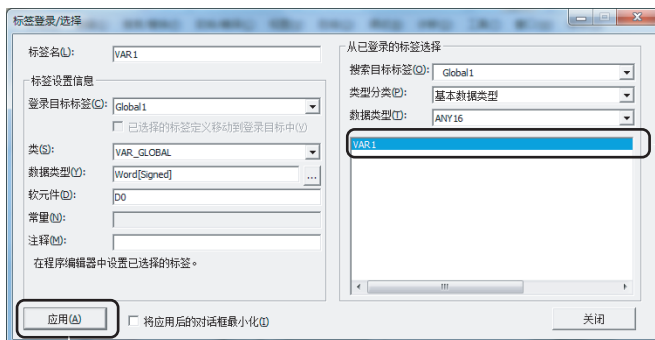 标签登录/选择
标签名(L):
VAR1
标签设置信息
登录目标标签(C):
Global1
已选择的标签定义移动到登录目标中(V)
类(S):
VAR_GLOBAL
数据类型(Y):
Word[Signed]
...
软元件(D):
D0
常量(N):
注释(M):
在程序编辑器中设置已选择的标签。
应用(A)
将应用后的对话框最小化(I)
从已登录的标签选择
搜索目标标签(O):
Global1
类型分类(P):
基本数据类型
数据类型(T):
ANY16
VAR1
关闭